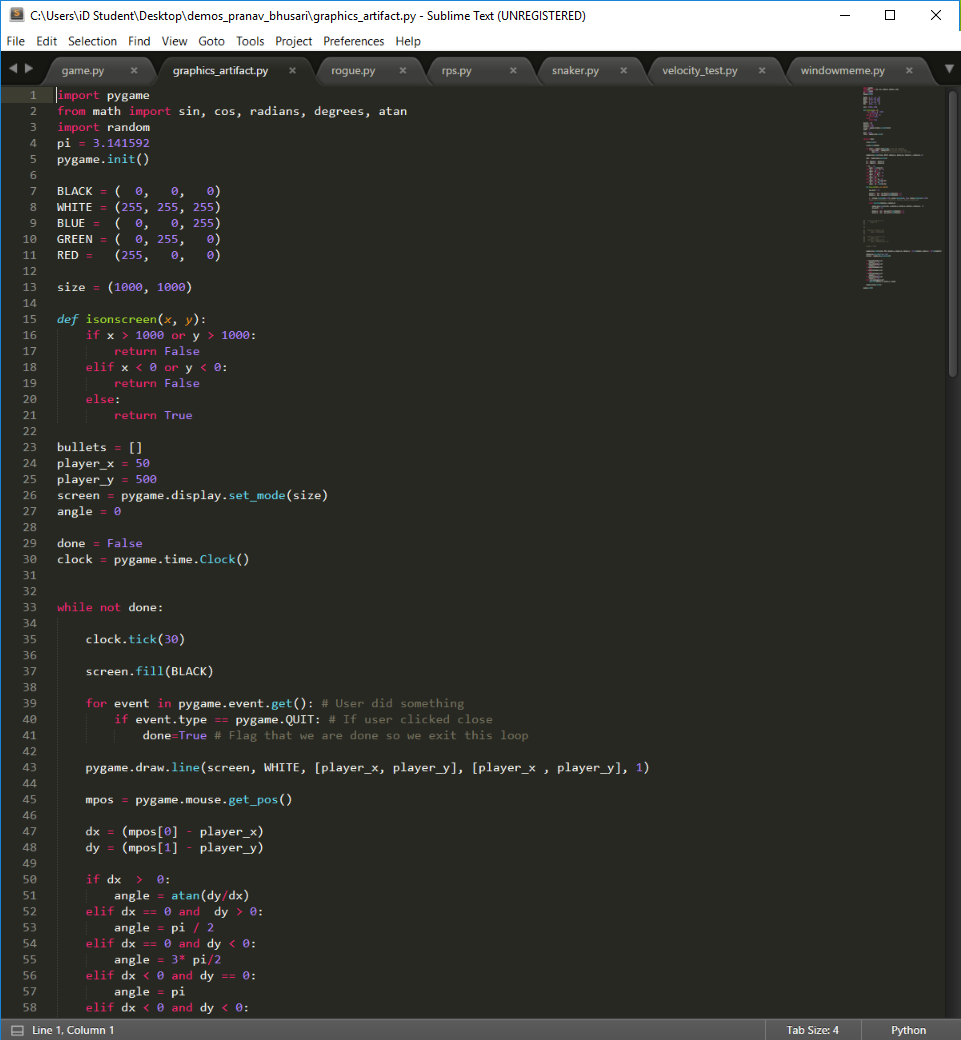 C:\Users\iD Student\Desktop\demos_pranav_bhusari\graphics_artifact.py - Sublime Text (UNREGISTERED)
File Edit Selection Find View Goto Tools Project Preferences Help
game.py × graphics_artifact.py × rogue.py × rps.py × snaker.py × velocity_test.py × windowmeme.py ×
1 import pygame
2 from math import sin, cos, radians, degrees, atan
3 import random
4 pi = 3.141592
5 pygame.init()
6
7 BLACK = (  0,   0,   0)
8 WHITE = (255, 255, 255)
9 BLUE =  (  0,   0, 255)
10 GREEN = (  0, 255,   0)
11 RED =   (255,   0,   0)
12
13 size = (1000, 1000)
14
15 def isonscreen(x, y):
16     if x > 1000 or y > 1000:
17         return False
18     elif x < 0 or y < 0:
19         return False
20     else:
21         return True
22
23 bullets = []
24 player_x = 50
25 player_y = 500
26 screen = pygame.display.set_mode(size)
27 angle = 0
28
29 done = False
30 clock = pygame.time.Clock()
31
32
33 while not done:
34
35     clock.tick(30)
36
37     screen.fill(BLACK)
38
39     for event in pygame.event.get(): # User did something
40         if event.type == pygame.QUIT: # If user clicked close
41             done=True # Flag that we are done so we exit this loop
42
43     pygame.draw.line(screen, WHITE, [player_x, player_y], [player_x , player_y], 1)
44
45     mpos = pygame.mouse.get_pos()
46
47     dx = (mpos[0] - player_x)
48     dy = (mpos[1] - player_y)
49
50     if dx  >  0:
51         angle = atan(dy/dx)
52     elif dx == 0 and  dy > 0:
53         angle = pi / 2
54     elif dx == 0 and dy < 0:
55         angle = 3* pi/2
56     elif dx < 0 and dy == 0:
57         angle = pi
58     elif dx < 0 and dy < 0:
Line 1, Column 1 Tab Size: 4 Python